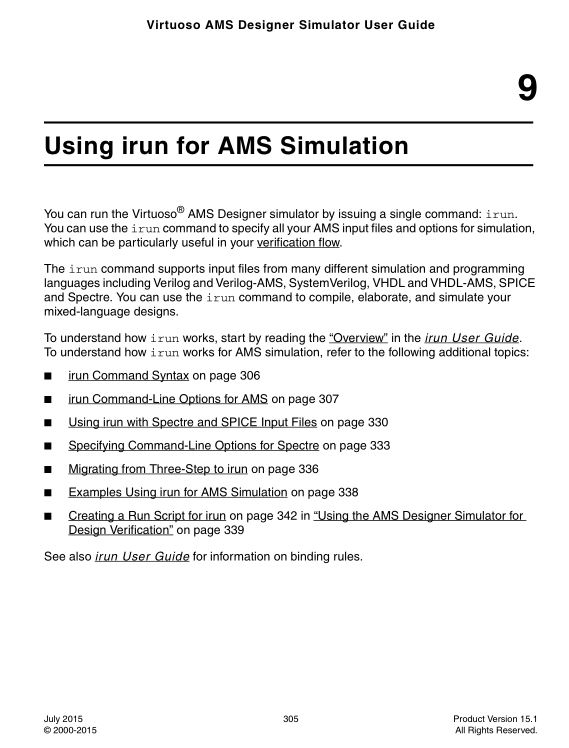 Virtuoso AMS Designer Simulator User Guide
9
Using irun for AMS Simulation
You can run the Virtuoso® AMS Designer simulator by issuing a single command: irun.
You can use the irun command to specify all your AMS input files and options for simulation,
which can be particularly useful in your verification flow.
The irun command supports input files from many different simulation and programming
languages including Verilog and Verilog-AMS, SystemVerilog, VHDL and VHDL-AMS, SPICE
and Spectre. You can use the irun command to compile, elaborate, and simulate your
mixed-language designs.
To understand how irun works, start by reading the “Overview” in the irun User Guide.
To understand how irun works for AMS simulation, refer to the following additional topics:
■ irun Command Syntax on page 306
■ irun Command-Line Options for AMS on page 307
■ Using irun with Spectre and SPICE Input Files on page 330
■ Specifying Command-Line Options for Spectre on page 333
■ Migrating from Three-Step to irun on page 336
■ Examples Using irun for AMS Simulation on page 338
■ Creating a Run Script for irun on page 342 in “Using the AMS Designer Simulator for
Design Verification” on page 339
See also irun User Guide for information on binding rules.
July 2015 305 Product Version 15.1
© 2000-2015 All Rights Reserved.